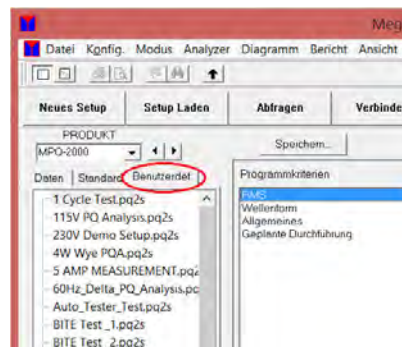 Meg
Datei Konfig. Modus Analyzer Diagramm Bericht Ansicht
Neues Setup Setup Laden Abfragen Verbinde
PRODUKT
MPQ-2000
Speichern...
Daten Standard Benutzerdef
Programmkriterien
RMS
Wellenform
Allgemeines
Geplante Durchführung
1 Cycle Test.pq2s
115V PQ Analysis.pq2s
230V Demo Setup.pq2s
4W Wye PQA.pq2s
5 AMP MEASUREMENT.pq2
60Hz_Delta_PQ_Analysis.pc
Auto_Tester_Test.pq2s
BITE Test _1.pq2s
BITE Test _2.pq2s